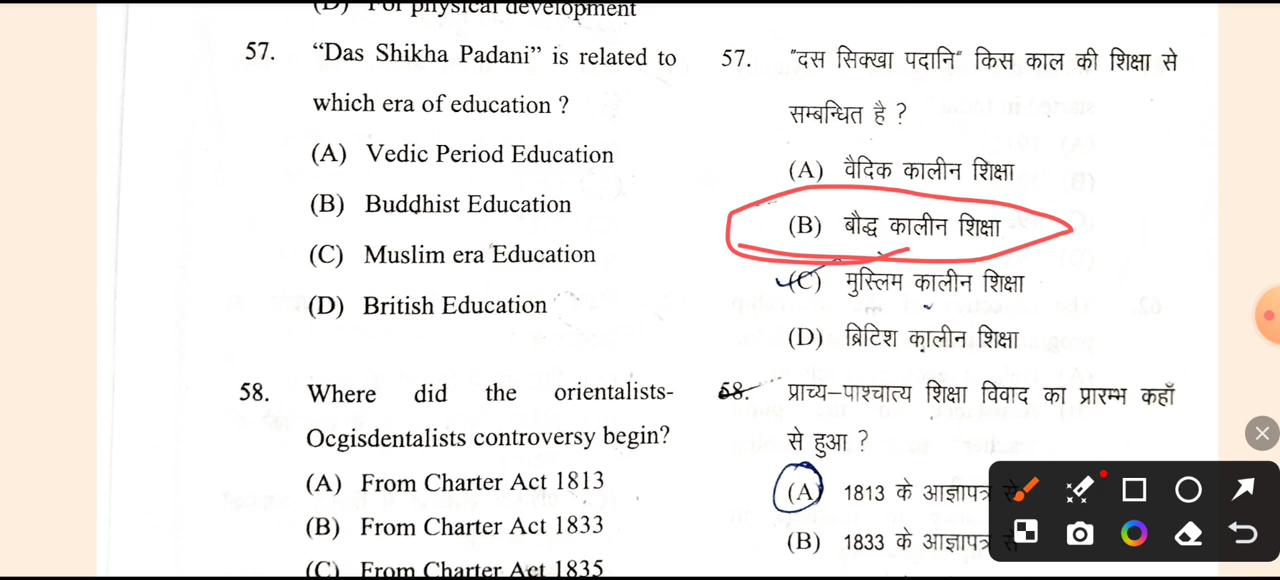 (D) For physical development
57. “Das Shikha Padani” is related to
which era of education ?
(A) Vedic Period Education
(B) Buddhist Education
(C) Muslim era Education
(D) British Education
58. Where did the orientalists-
Ocgisdentalists controversy begin?
(A) From Charter Act 1813
(B) From Charter Act 1833
(C) From Charter Act 1835
57. "दस सिक्खा पदानि" किस काल की शिक्षा से
सम्बन्धित है ?
(A) वैदिक कालीन शिक्षा
(B) बौद्ध कालीन शिक्षा
(C) मुस्लिम कालीन शिक्षा
(D) ब्रिटिश कालीन शिक्षा
58. प्राच्य–पाश्चात्य शिक्षा विवाद का प्रारम्भ कहाँ
से हुआ ?
(A) 1813 के आज्ञापत्र से
(B) 1833 के आज्ञापत्र से